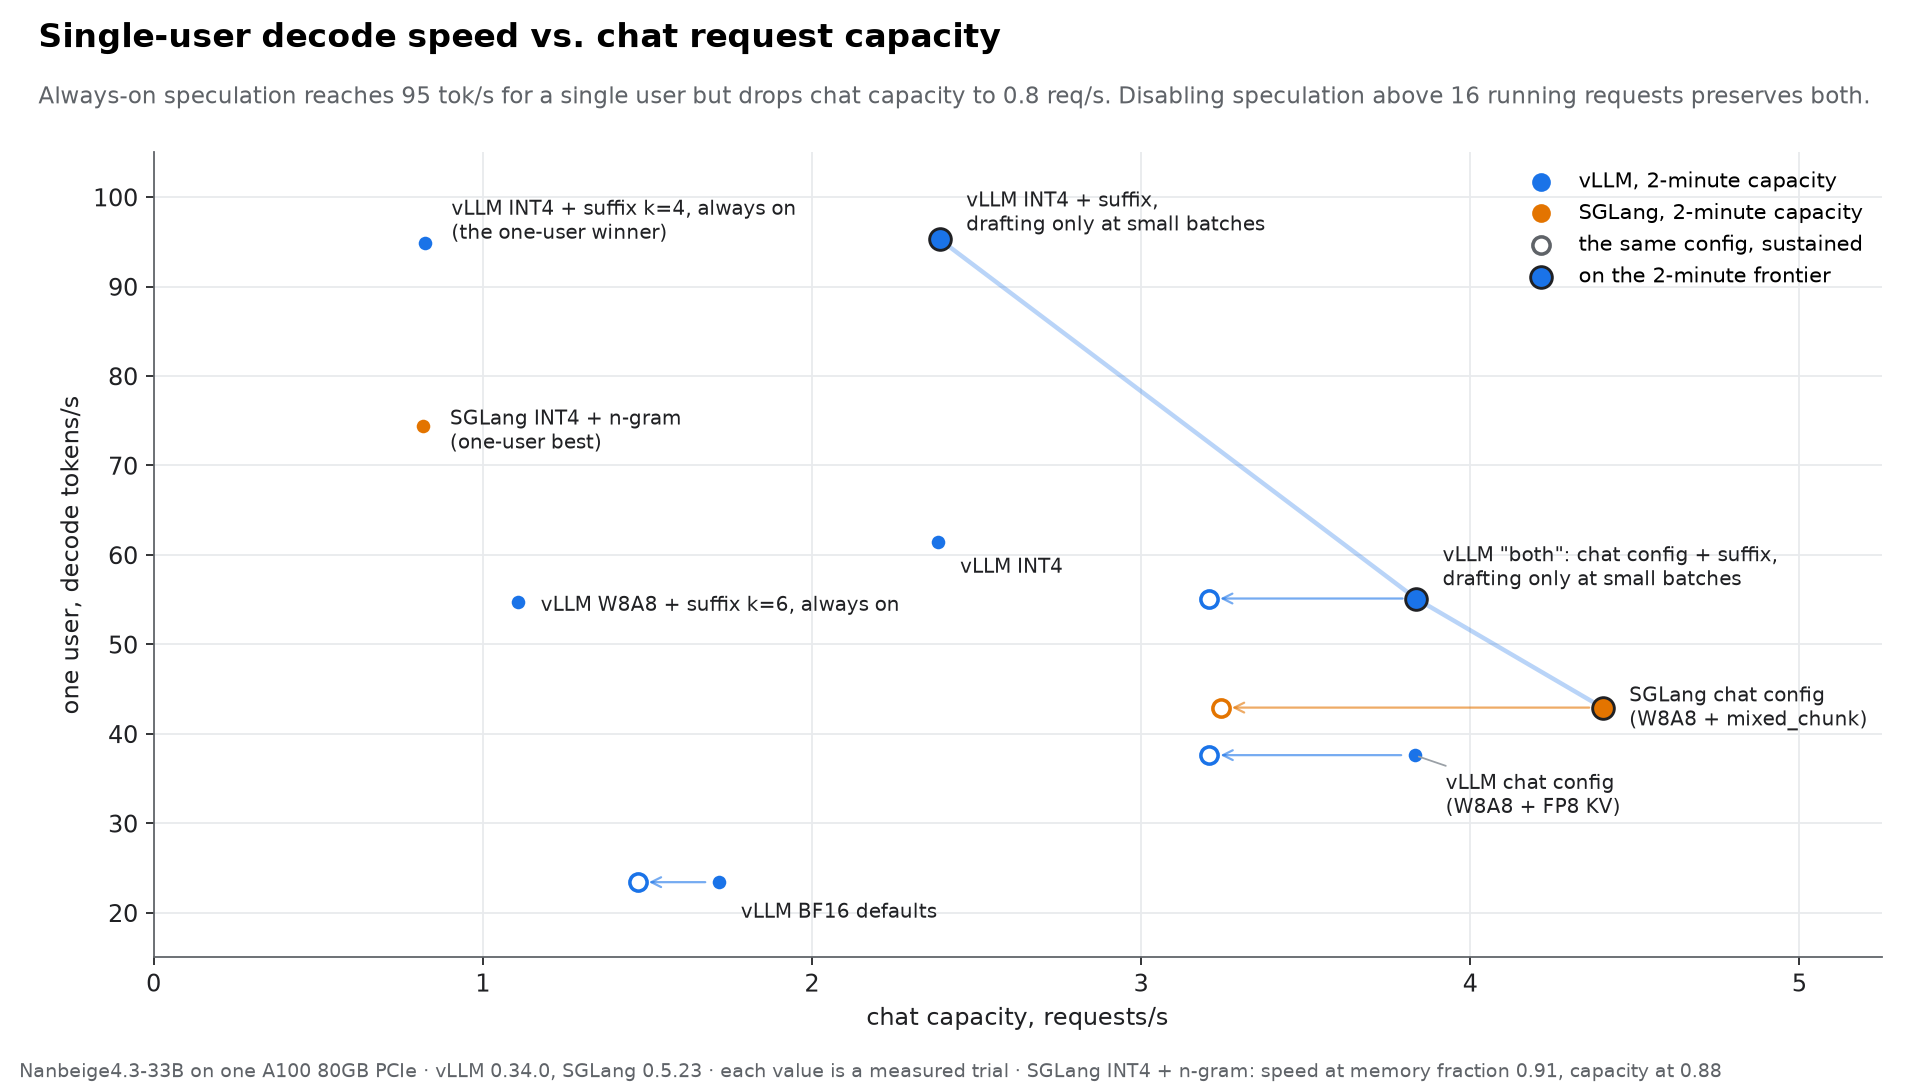 Single-user decode speed vs. chat request capacity
Always-on speculation reaches 95 tok/s for a single user but drops chat capacity to 0.8 req/s. Disabling speculation above 16 running requests preserves both.
vLLM, 2-minute capacity
SGLang, 2-minute capacity
the same config, sustained
on the 2-minute frontier
vLLM INT4 + suffix k=4, always on
(the one-user winner)
vLLM INT4 + suffix,
drafting only at small batches
SGLang INT4 + n-gram
(one-user best)
vLLM INT4
vLLM W8A8 + suffix k=6, always on
vLLM "both": chat config + suffix,
drafting only at small batches
SGLang chat config
(W8A8 + mixed_chunk)
vLLM chat config
(W8A8 + FP8 KV)
vLLM BF16 defaults
one user, decode tokens/s
100
90
80
70
60
50
40
30
20
0 1 2 3 4 5
chat capacity, requests/s
Nanbeige4.3-33B on one A100 80GB PCIe · vLLM 0.34.0, SGLang 0.5.23 · each value is a measured trial · SGLang INT4 + n-gram: speed at memory fraction 0.91, capacity at 0.88